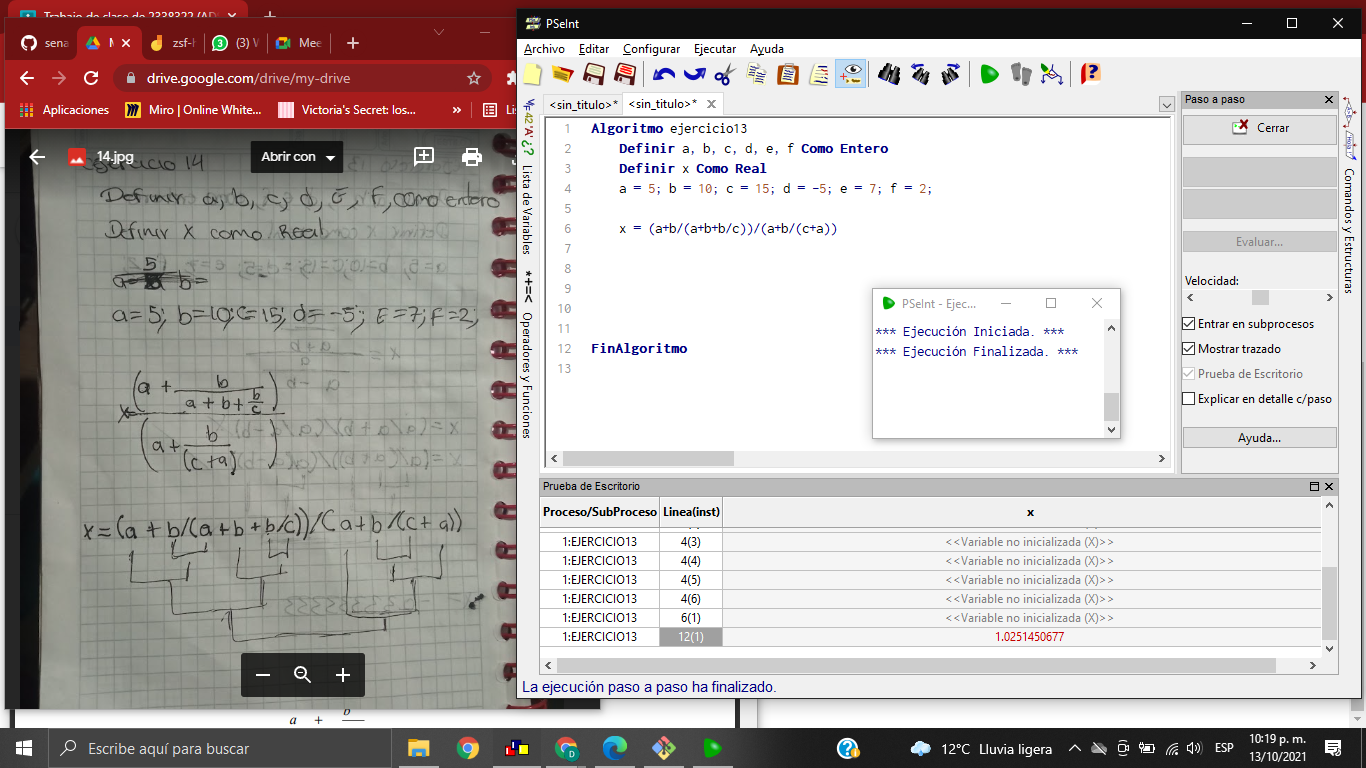 Trabajo de clase de 2338322 /AD
sena
M
zsf-h
(3) W
Mee
drive.google.com/drive/my-drive
Aplicaciones
Miro | Online White...
Victoria's Secret: los...
»
Lis
14.jpg
Abrir con
Ejercicio 14
Definir a, b, c, d, E, F, como entero
Definir X como Real
a = 5; b = 10; c = 15; d = -5; E = 7; F = 2;
x = (a + b/(a + b + b/c))/(a + b/(c + a))
x = (a + b/(a + b + b/c))/(a+b/(c+ a))
a + b
PSeInt
Archivo Editar Configurar Ejecutar Ayuda
<sin_titulo>* <sin_titulo>*
Lista de Variables
Operadores y Funciones
1 Algoritmo ejercicio13
2 Definir a, b, c, d, e, f Como Entero
3 Definir x Como Real
4 a = 5; b = 10; c = 15; d = -5; e = 7; f = 2;
5
6 x = (a+b/(a+b+b/c))/(a+b/(c+a))
7
8
9
10
11
12 FinAlgoritmo
13
PSeInt - Ejec...
*** Ejecución Iniciada. ***
*** Ejecución Finalizada. ***
Paso a paso
Cerrar
Evaluar...
Velocidad:
Entrar en subprocesos
Mostrar trazado
Prueba de Escritorio
Explicar en detalle c/paso
Ayuda...
Comandos y Estructuras
Prueba de Escritorio
Proceso/SubProceso Linea(inst) x
1:EJERCICIO13 4(3) <<Variable no inicializada (X)>>
1:EJERCICIO13 4(4) <<Variable no inicializada (X)>>
1:EJERCICIO13 4(5) <<Variable no inicializada (X)>>
1:EJERCICIO13 4(6) <<Variable no inicializada (X)>>
1:EJERCICIO13 6(1) <<Variable no inicializada (X)>>
1:EJERCICIO13 12(1) 1.0251450677
La ejecución paso a paso ha finalizado.
Escribe aquí para buscar
12°C Lluvia ligera
ESP
10:19 p. m.
13/10/2021